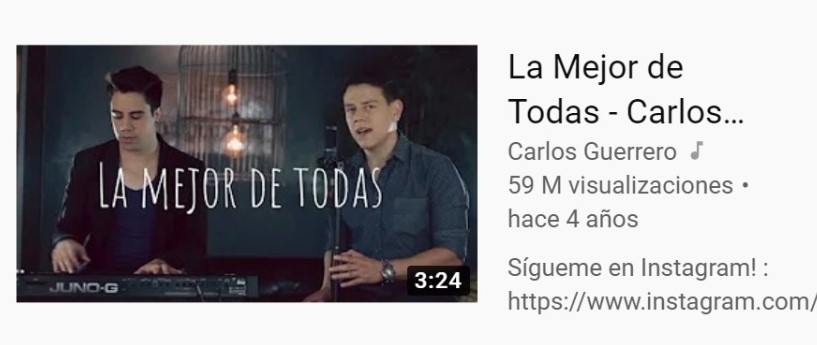 LA MEJOR DE TODAS
JUNO-G
3:24
La Mejor de
Todas - Carlos...
Carlos Guerrero
59 M visualizaciones •
hace 4 años
Sígueme en Instagram! :
https://www.instagram.com/